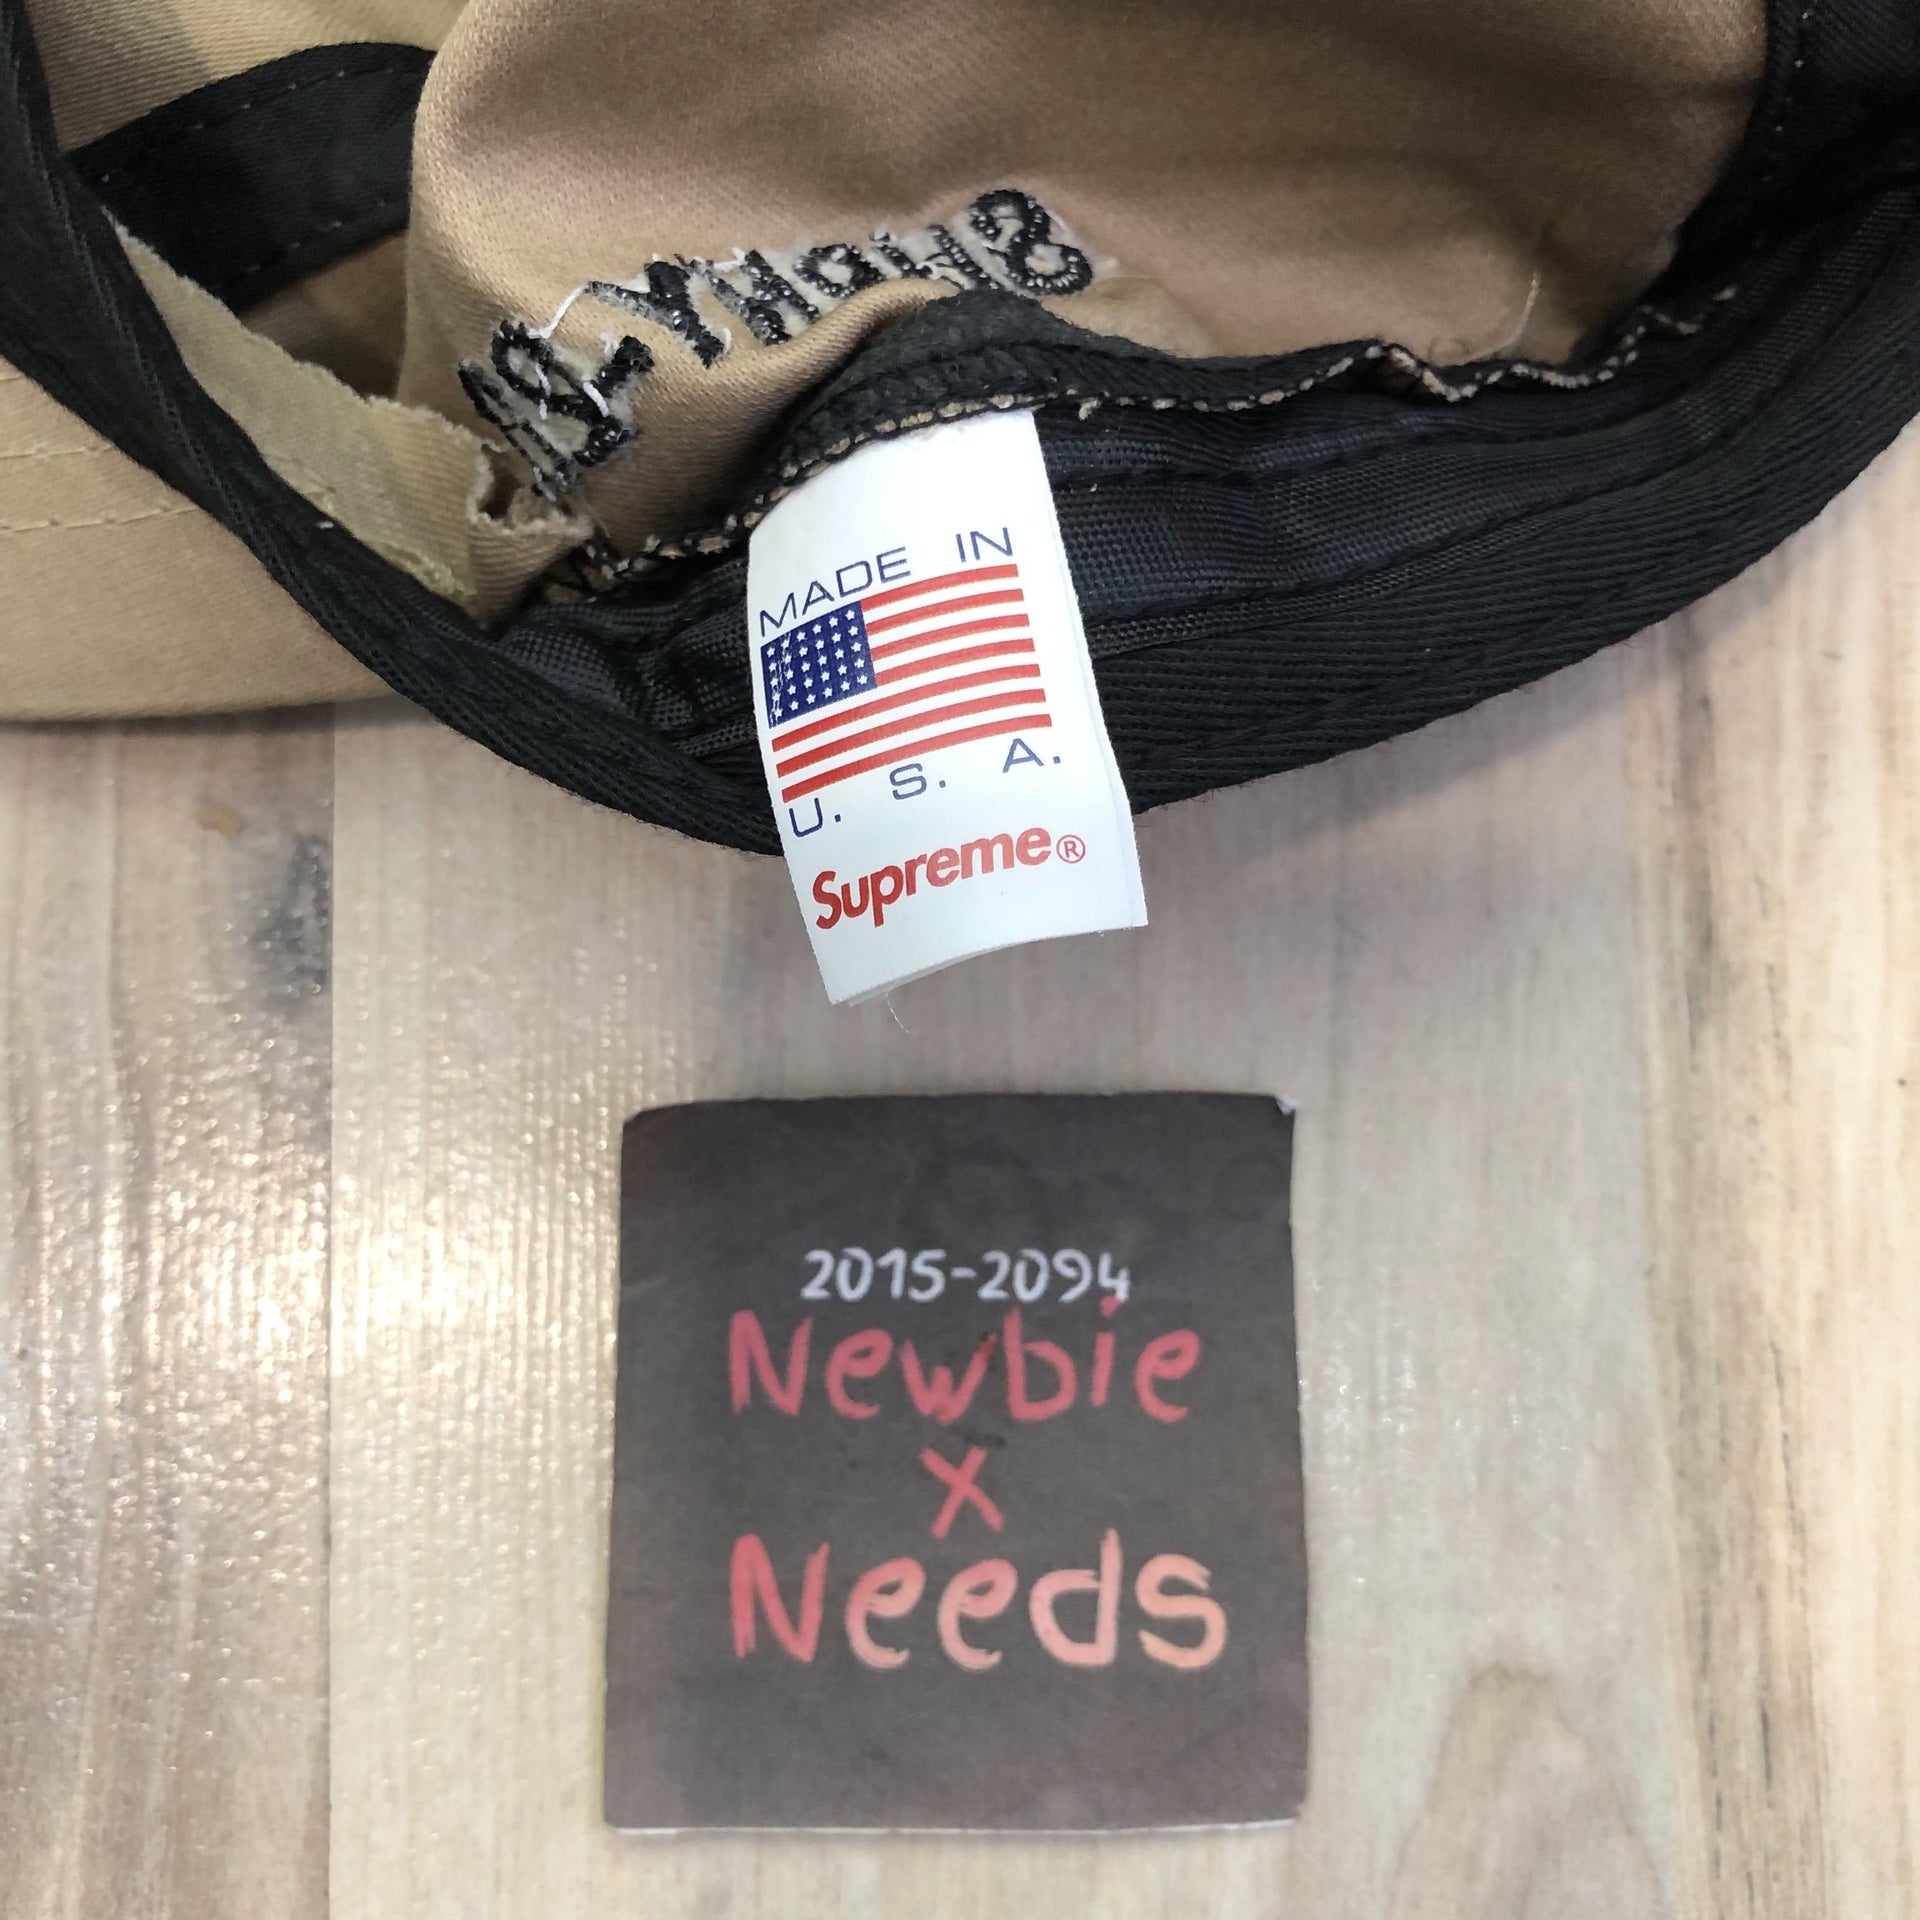 MADE IN
U. S. A.
Supreme®
2015-2094
Newbie
x
Needs